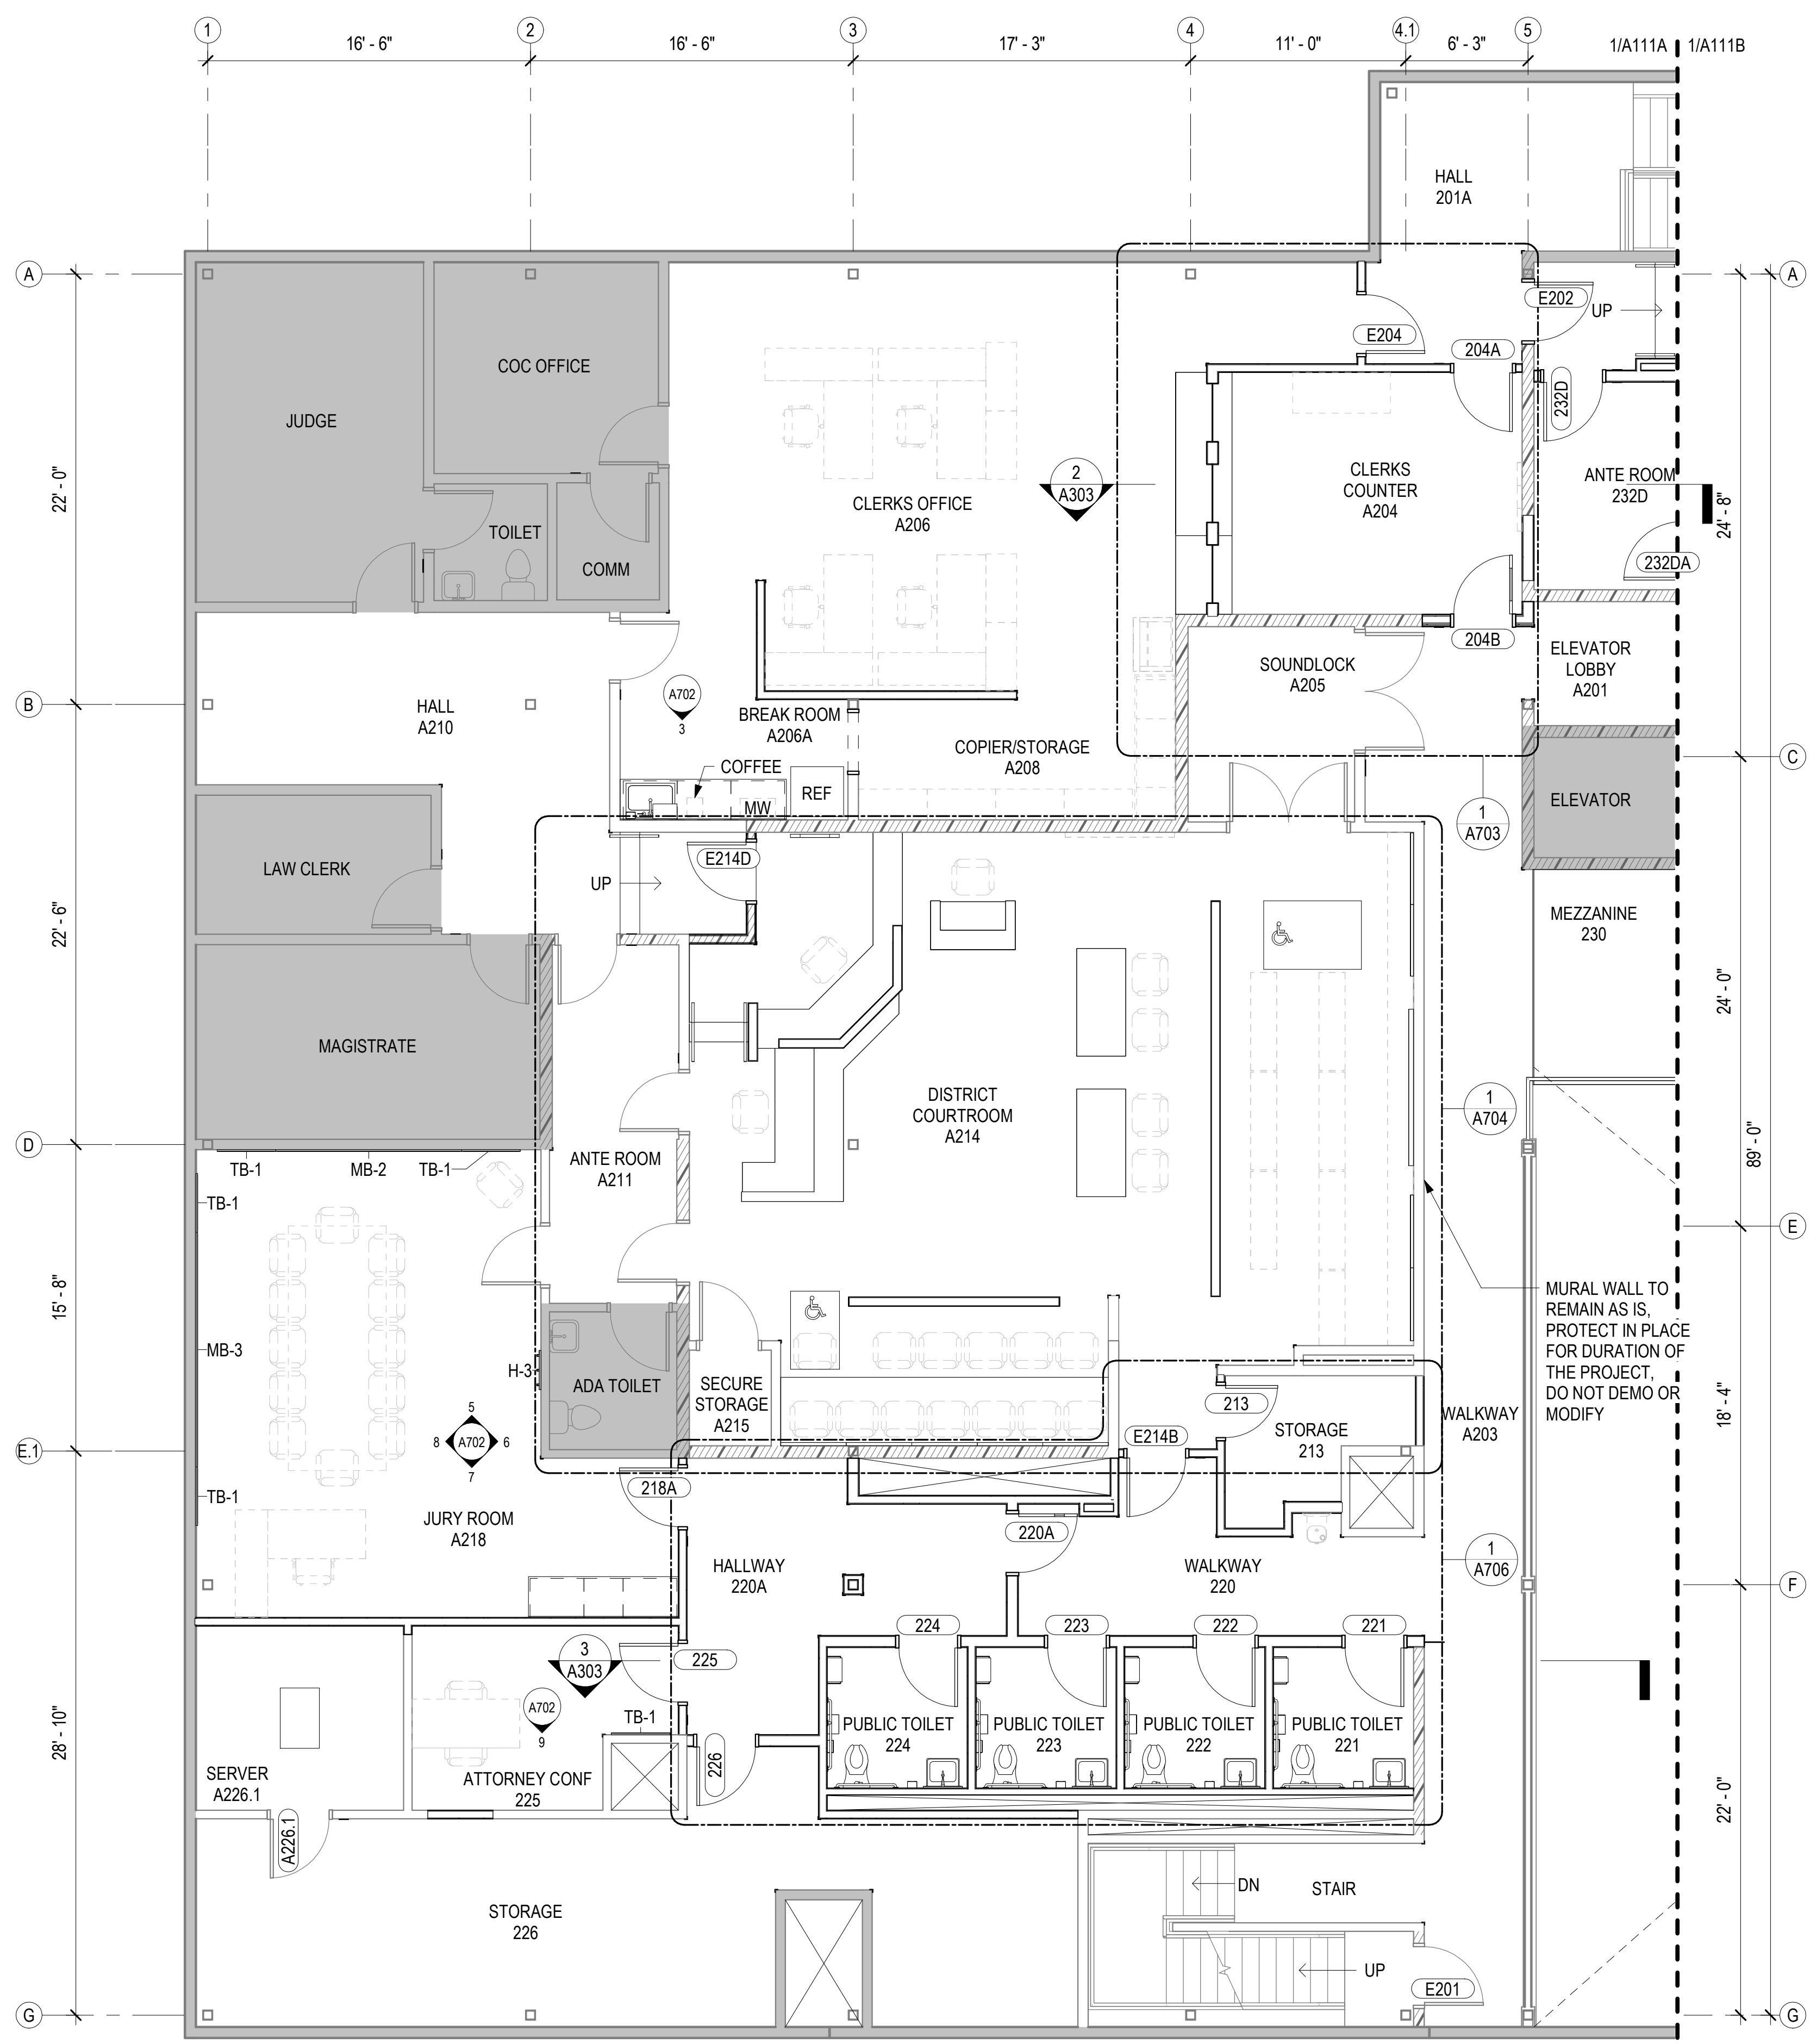 1
2
3
4
4.1
5
16' - 6"
16' - 6"
17' - 3"
11' - 0"
6' - 3"
1/A111A
1/A111B
HALL
201A
A
A
E202
UP
E204
204A
232D
COC OFFICE
JUDGE
22' - 0"
2
A303
CLERKS
COUNTER
A204
ANTE ROOM
232D
24' - 8"
CLERKS OFFICE
A206
TOILET
COMM
232DA
204B
ELEVATOR
LOBBY
A201
SOUNDLOCK
A205
B
HALL
A210
A702
3
BREAK ROOM
A206A
COPIER/STORAGE
A208
C
COFFEE
MW
REF
ELEVATOR
1
A703
LAW CLERK
E214D
UP
22' - 6"
MEZZANINE
230
24' - 0"
MAGISTRATE
DISTRICT
COURTROOM
A214
1
A704
D
89' - 0"
TB-1
MB-2
TB-1
ANTE ROOM
A211
TB-1
E
15' - 8"
MURAL WALL TO
REMAIN AS IS,
PROTECT IN PLACE
FOR DURATION OF
THE PROJECT,
DO NOT DEMO OR
MODIFY
MB-3
H-3
ADA TOILET
SECURE
STORAGE
A215
213
STORAGE
213
WALKWAY
A203
18' - 4"
5
8
A702
6
7
E.1
E214B
218A
TB-1
JURY ROOM
A218
220A
HALLWAY
220A
WALKWAY
220
1
A706
F
224
223
222
221
3
A303
225
A702
9
TB-1
28' - 10"
PUBLIC TOILET
224
PUBLIC TOILET
223
PUBLIC TOILET
222
PUBLIC TOILET
221
226
SERVER
A226.1
ATTORNEY CONF
225
22' - 0"
A226.1
DN
STAIR
STORAGE
226
UP
E201
G
G